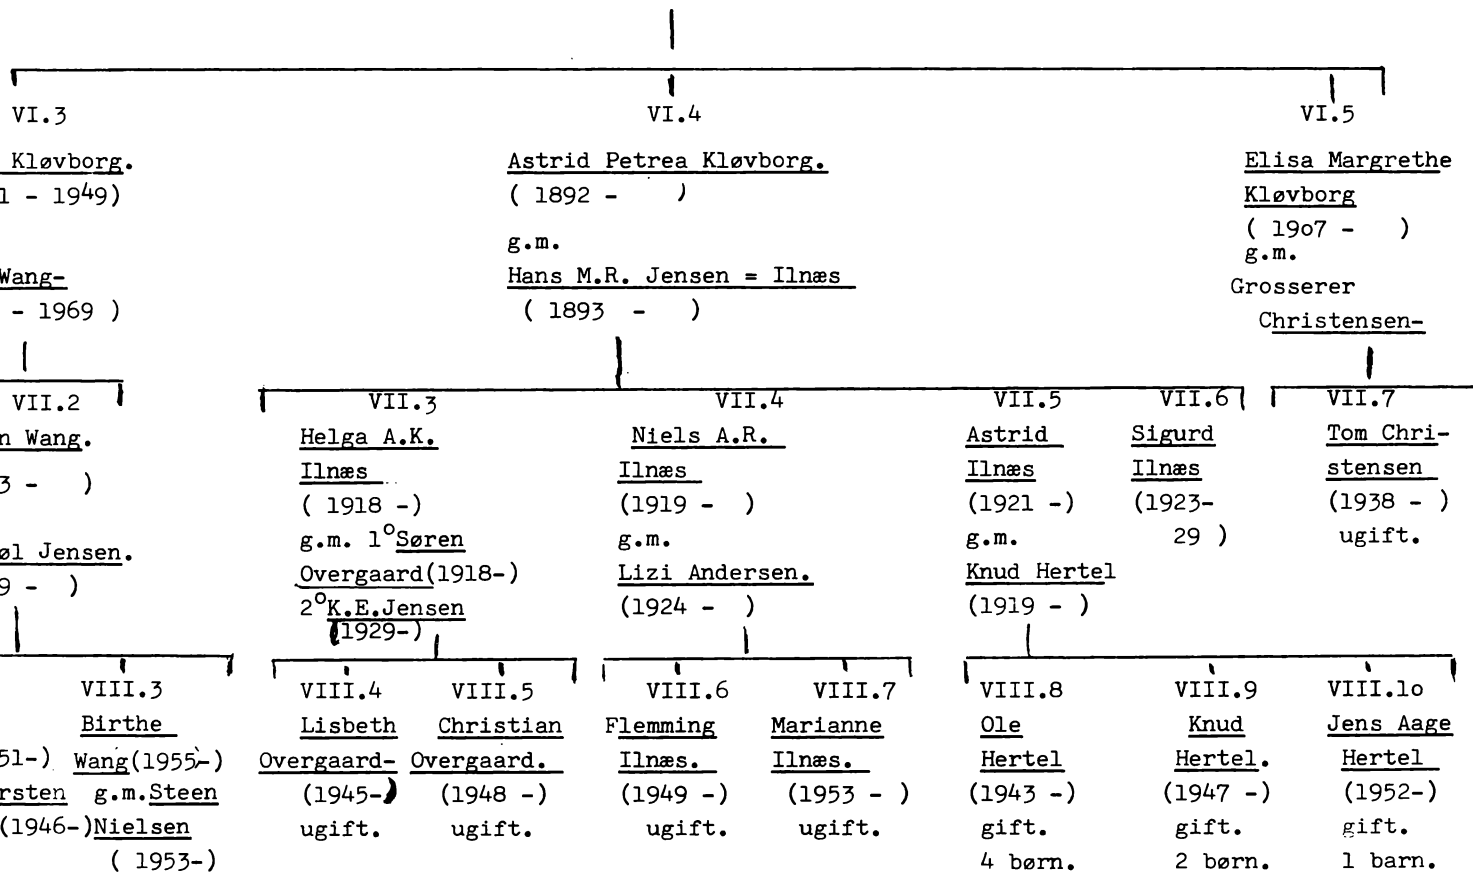 VI.3
Kløvborg.
1 - 1949)
Wang-
- 1969 )
VI.4
Astrid Petrea Kløvborg.
( 1892 - )
g.m.
Hans M.R. Jensen = Ilnæs
( 1893 - )
VI.5
Elisa Margrethe
Kløvborg
( 19o7 - )
g.m.
Grosserer
Christensen-
VII.2
n Wang.
3 - )
øl Jensen.
9 - )
VII.3
Helga A.K.
Ilnæs
( 1918 -)
g.m. 1°Søren
Overgaard(1918-)
2°K.E.Jensen
(1929-)
VII.4
Niels A.R.
Ilnæs
(1919 - )
g.m.
Lizi Andersen.
(1924 - )
VII.5
Astrid
Ilnæs
(1921 -)
g.m.
Knud Hertel
(1919 - )
VII.6
Sigurd
Ilnæs
(1923-
29 )
VII.7
Tom Chri-
stensen
(1938 - )
ugift.
51-)
rsten
(1946-)
VIII.3
Birthe
Wang(1955-)
g.m.Steen
Nielsen
( 1953-)
VIII.4
Lisbeth
Overgaard-
(1945-)
ugift.
VIII.5
Christian
Overgaard.
(1948 -)
ugift.
VIII.6
Flemming
Ilnæs.
(1949 -)
ugift.
VIII.7
Marianne
Ilnæs.
(1953 - )
ugift.
VIII.8
Ole
Hertel
(1943 -)
gift.
4 børn.
VIII.9
Knud
Hertel.
(1947 -)
gift.
2 børn.
VIII.1o
Jens Aage
Hertel
(1952-)
gift.
1 barn.